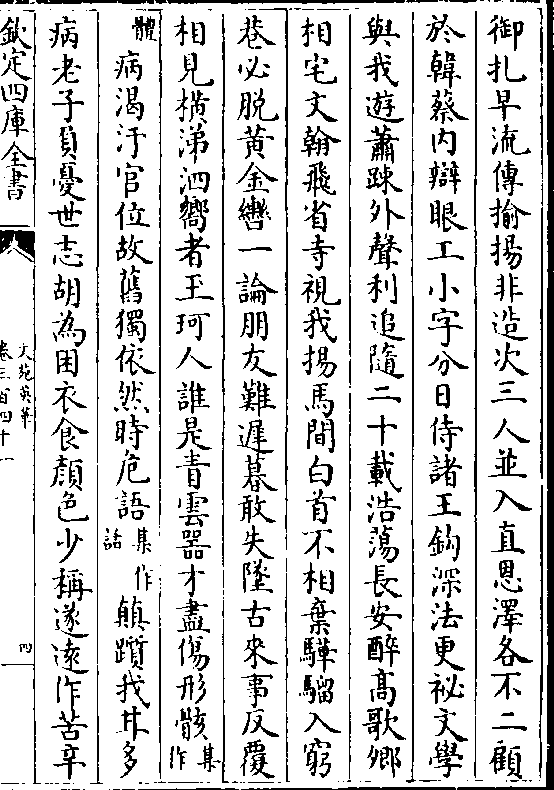 御扎早流傳揄揚非造次三人並入直恩澤各不二顧
於韓蔡内辯眼工小字分日侍諸王鈎深法更祕文學
與我遊蕭踈外聲利追隨二十載浩蕩長安醉高歌卿
相宅文翰飛省寺視我揚馬間白首不相棄驊騮入窮
巷必脱黄金轡一論朋友難遲暮敢失墜古來事反覆
相見横涕泗嚮者玉珂人誰是青雲器才盡傷形骸集作
體病渴汙官位故舊獨依然時危語集作話顛躓我甘多
病老子負憂世志胡為困衣食顔色少稱遂遠作苦辛
欽定四庫全書
文苑英華
卷三百四十一
四